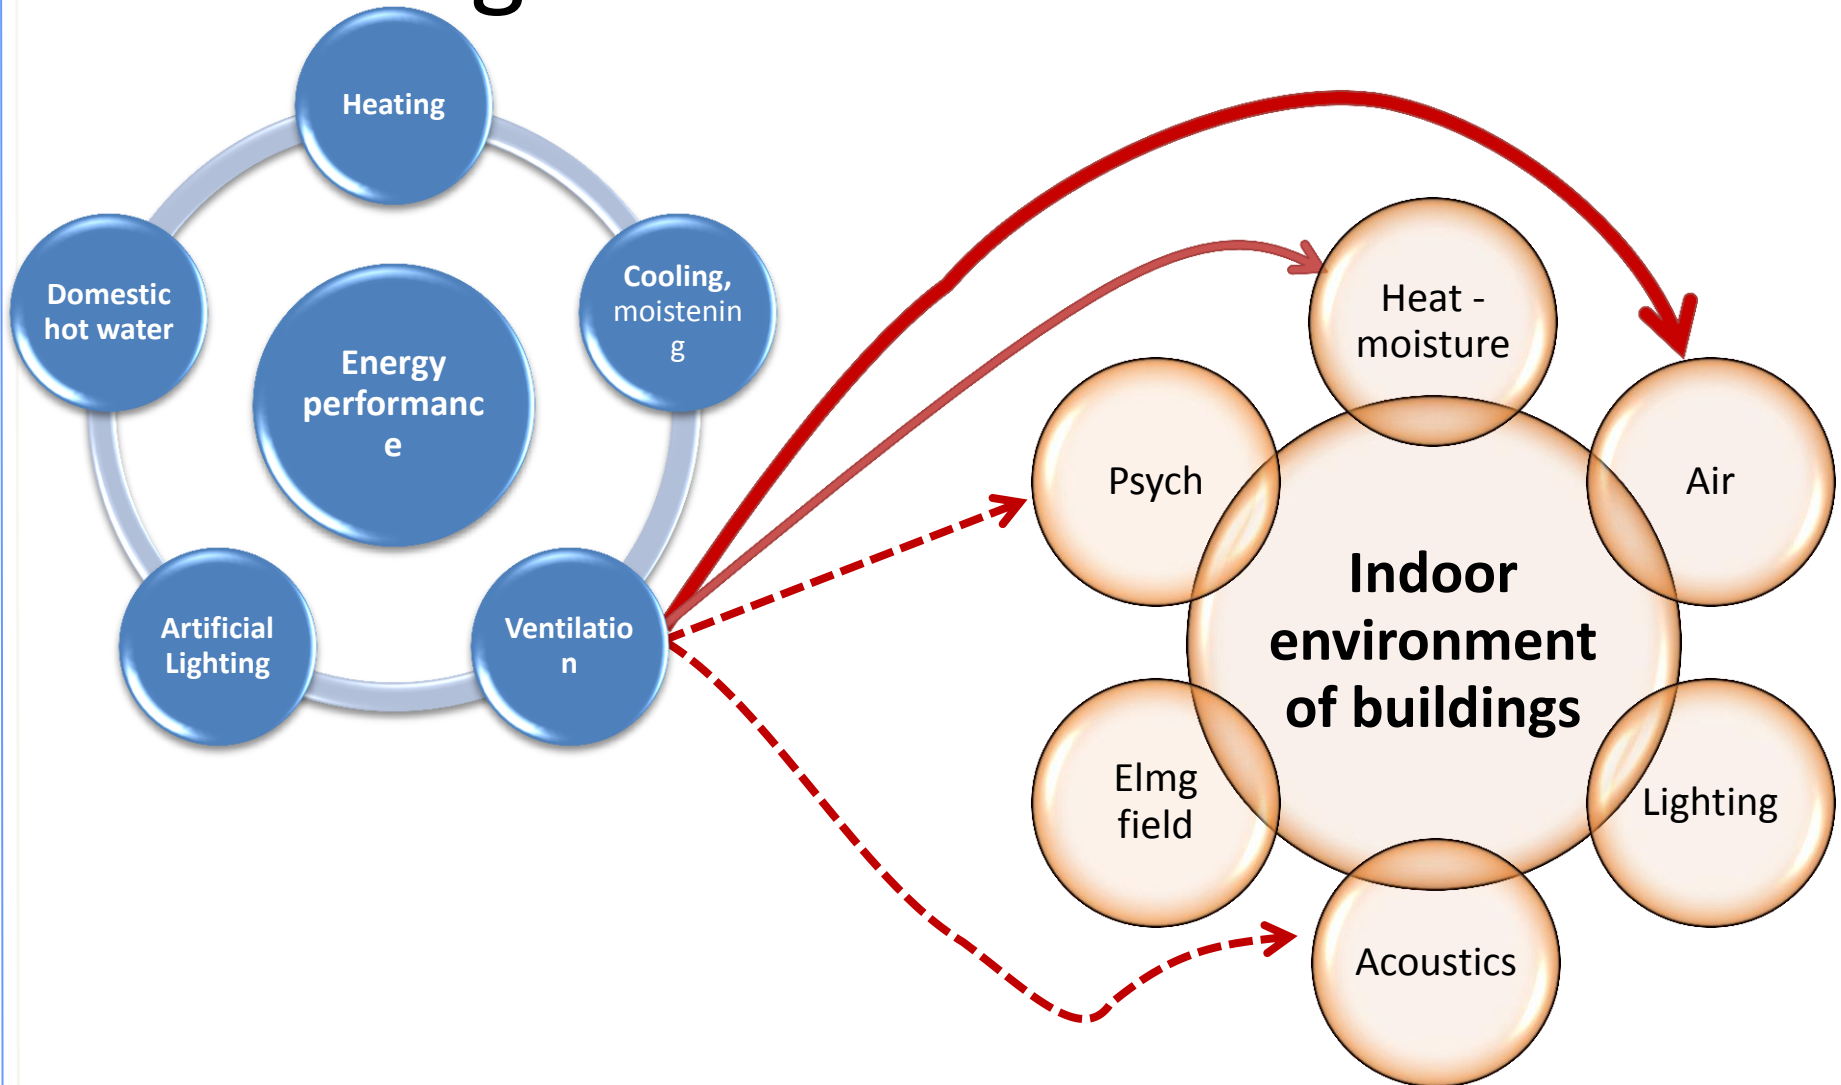 Heating
Domestic
hot water
Cooling,
moistenin
g
Energy
performanc
e
Artificial
Lighting
Ventilatio
n
Heat -
moisture
Psych
Air
Indoor
environment
of buildings
Elmg
field
Lighting
Acoustics